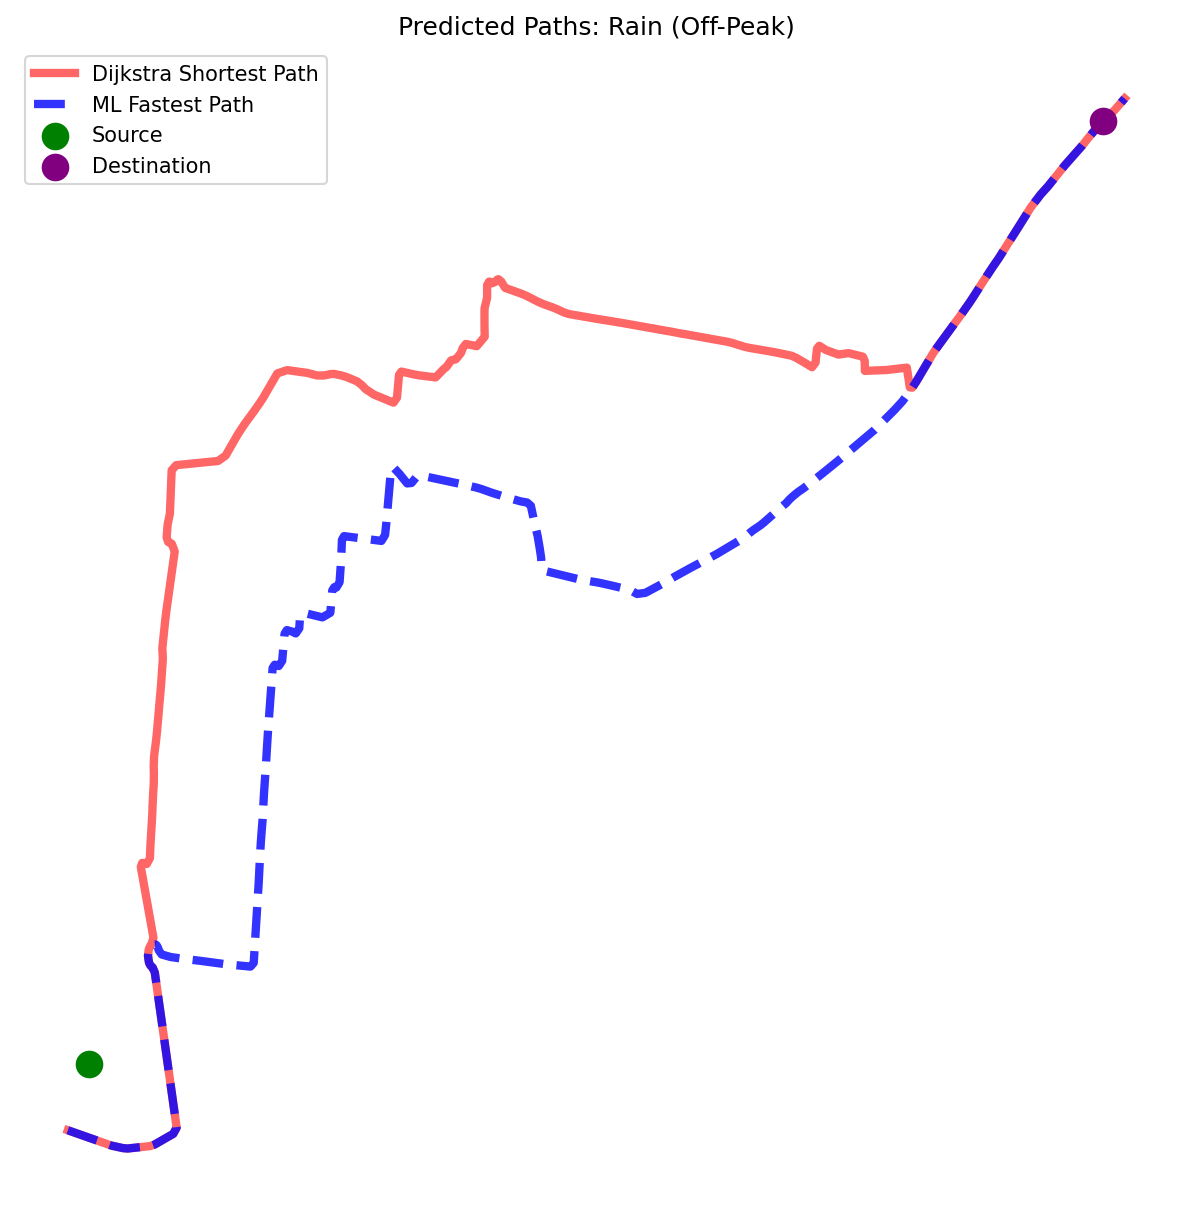 Predicted Paths: Rain (Off-Peak)
Dijkstra Shortest Path
ML Fastest Path
Source
Destination